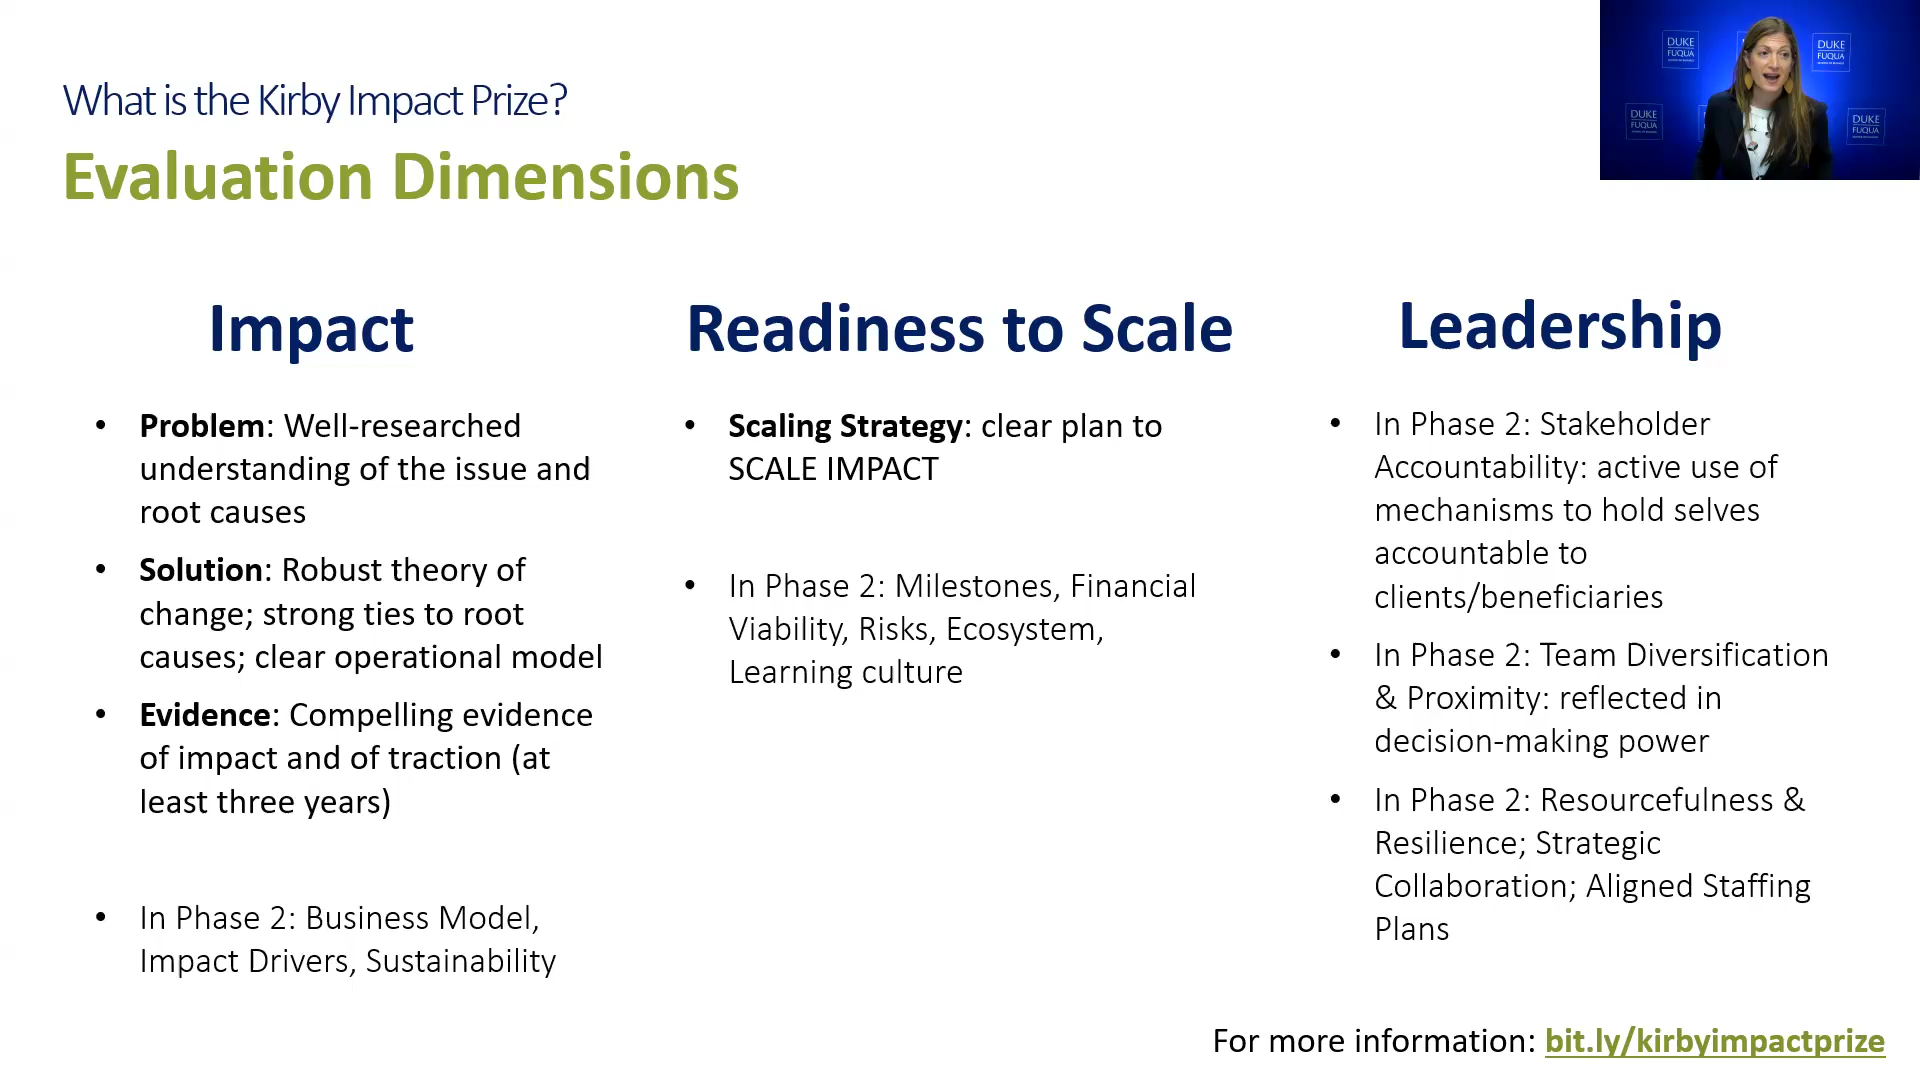 What is the Kirby Impact Prize?
Evaluation Dimensions
DUKE
FUQUA
DUKE
FUQUA
DUKE
FUQUA
DUKE
FUQUA
Impact
• Problem: Well-researched
understanding of the issue and
root causes
• Solution: Robust theory of
change; strong ties to root
causes; clear operational model
• Evidence: Compelling evidence
of impact and of traction (at
least three years)
• In Phase 2: Business Model,
Impact Drivers, Sustainability
Readiness to Scale
• Scaling Strategy: clear plan to
SCALE IMPACT
• In Phase 2: Milestones, Financial
Viability, Risks, Ecosystem,
Learning culture
Leadership
• In Phase 2: Stakeholder
Accountability: active use of
mechanisms to hold selves
accountable to
clients/beneficiaries
• In Phase 2: Team Diversification
& Proximity: reflected in
decision-making power
• In Phase 2: Resourcefulness &
Resilience; Strategic
Collaboration; Aligned Staffing
Plans
For more information: bit.ly/kirbyimpactprize